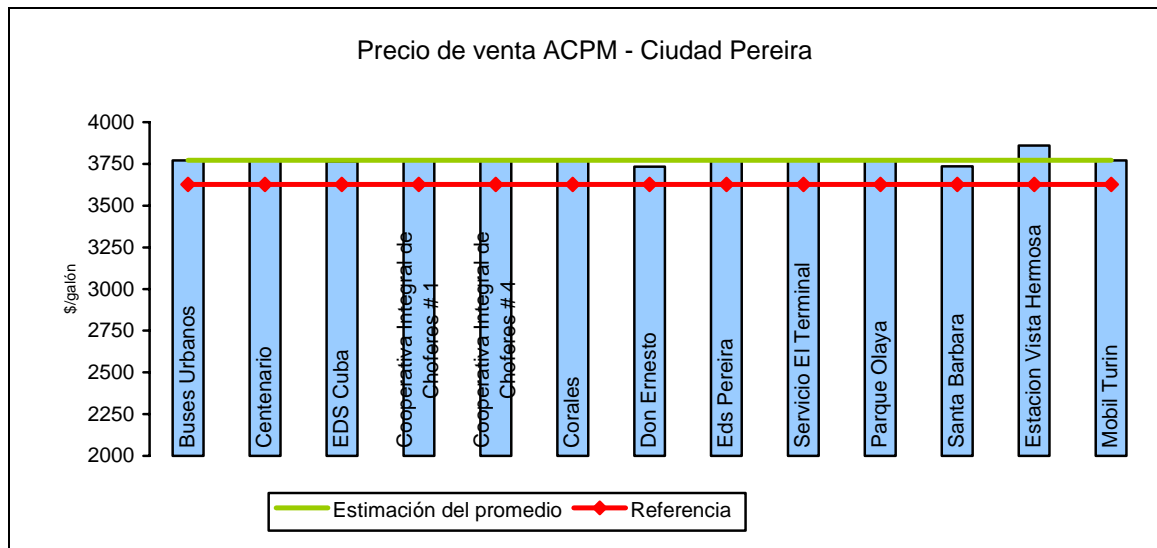 Precio de venta ACPM - Ciudad Pereira
4000
3750
3500
3250
3000
2750
2500
2250
2000
$/galón
Buses Urbanos
Centenario
EDS Cuba
Cooperativa Integral de
Choferes # 1
Cooperativa Integral de
Choferes # 4
Corales
Don Ernesto
Eds Pereira
Servicio El Terminal
Parque Olaya
Santa Barbara
Estacion Vista Hermosa
Mobil Turin
Estimación del promedio
Referencia